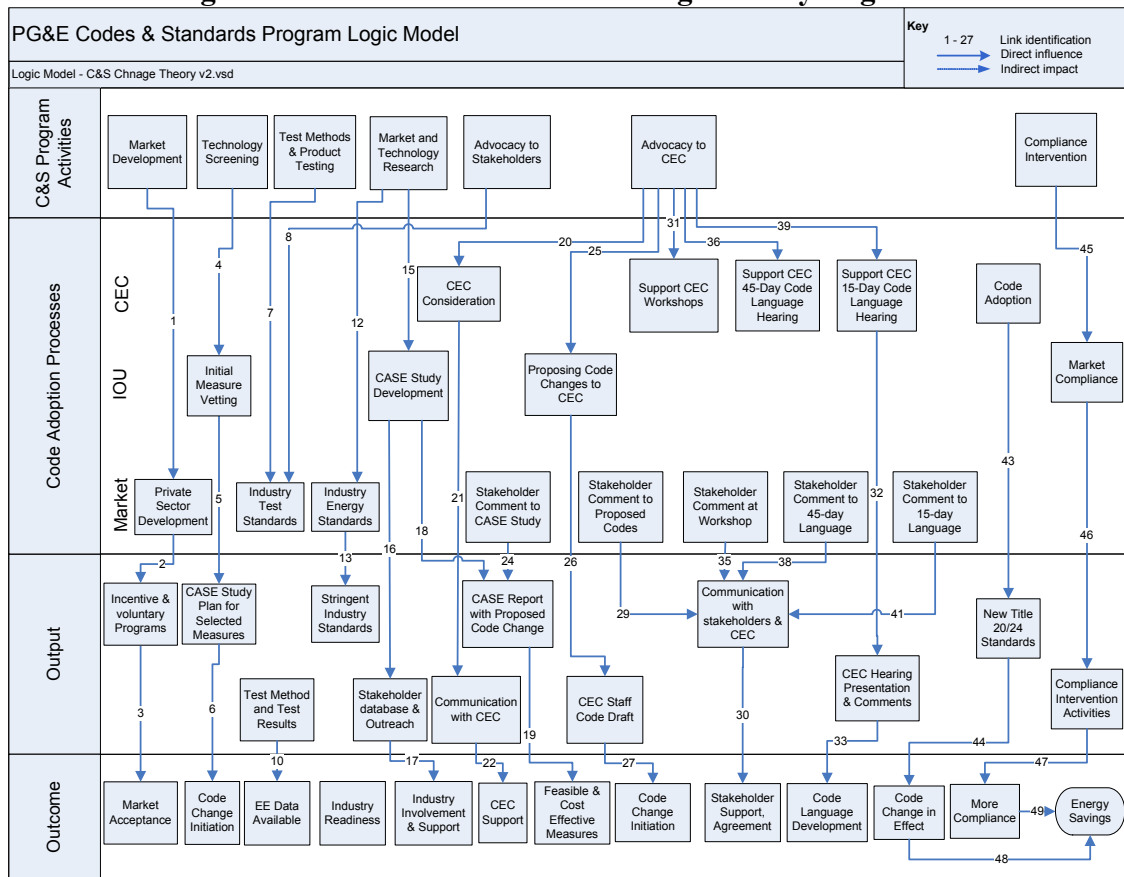 PG&E Codes & Standards Program Logic Model
Logic Model - C&S Chnage Theory v2.vsd
Key
1 - 27 Link identification
Direct influence
Indirect impact
C&S Program
Activities
Market
Development
Technology
Screening
Test Methods
& Product
Testing
Market and
Technology
Research
Advocacy to
Stakeholders
Advocacy to
CEC
Compliance
Intervention
Code Adoption Processes
CEC
IOU
Market
8
20
31
25
36
39
45
4
15
7
1
12
CEC
Consideration
Support CEC
Workshops
Support CEC
45-Day Code
Language
Hearing
Support CEC
15-Day Code
Language
Hearing
Code
Adoption
Initial
Measure
Vetting
CASE Study
Development
Proposing Code
Changes to
CEC
Market
Compliance
43
Private
Sector
Development
5
Industry
Test
Standards
Industry
Energy
Standards
Stakeholder
Comment to
CASE Study
21
18
16
Stakeholder
Comment to
Proposed
Codes
Stakeholder
Comment at
Workshop
Stakeholder
Comment to
45-day
Language
32
Stakeholder
Comment to
15-day
Language
46
Output
2
13
24
26
35
38
29
41
Incentive &
voluntary
Programs
CASE Study
Plan for
Selected
Measures
Stringent
Industry
Standards
CASE Report
with Proposed
Code Change
Communication
with
stakeholders &
CEC
New Title
20/24
Standards
3
6
Test Method
and Test
Results
Stakeholder
database &
Outreach
Communication
with CEC
19
CEC Staff
Code Draft
30
CEC Hearing
Presentation
& Comments
Compliance
Intervention
Activities
33
44
10
17
22
27
47
Outcome
Market
Acceptance
Code
Change
Initiation
EE Data
Available
Industry
Readiness
Industry
Involvement
& Support
CEC
Support
Feasible &
Cost
Effective
Measures
Code
Change
Initiation
Stakeholder
Support,
Agreement
Code
Language
Development
Code
Change in
Effect
More
Compliance
49
Energy
Savings
48